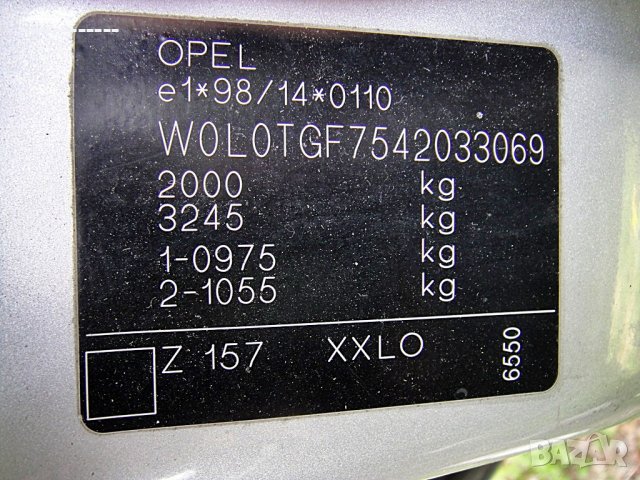 OPEL
e1*98/14*0110
W0L0TGF7542033069
2000 kg
3245 kg
1-0975 kg
2-1055 kg
Z 157 XXLO 6550
BAZAR